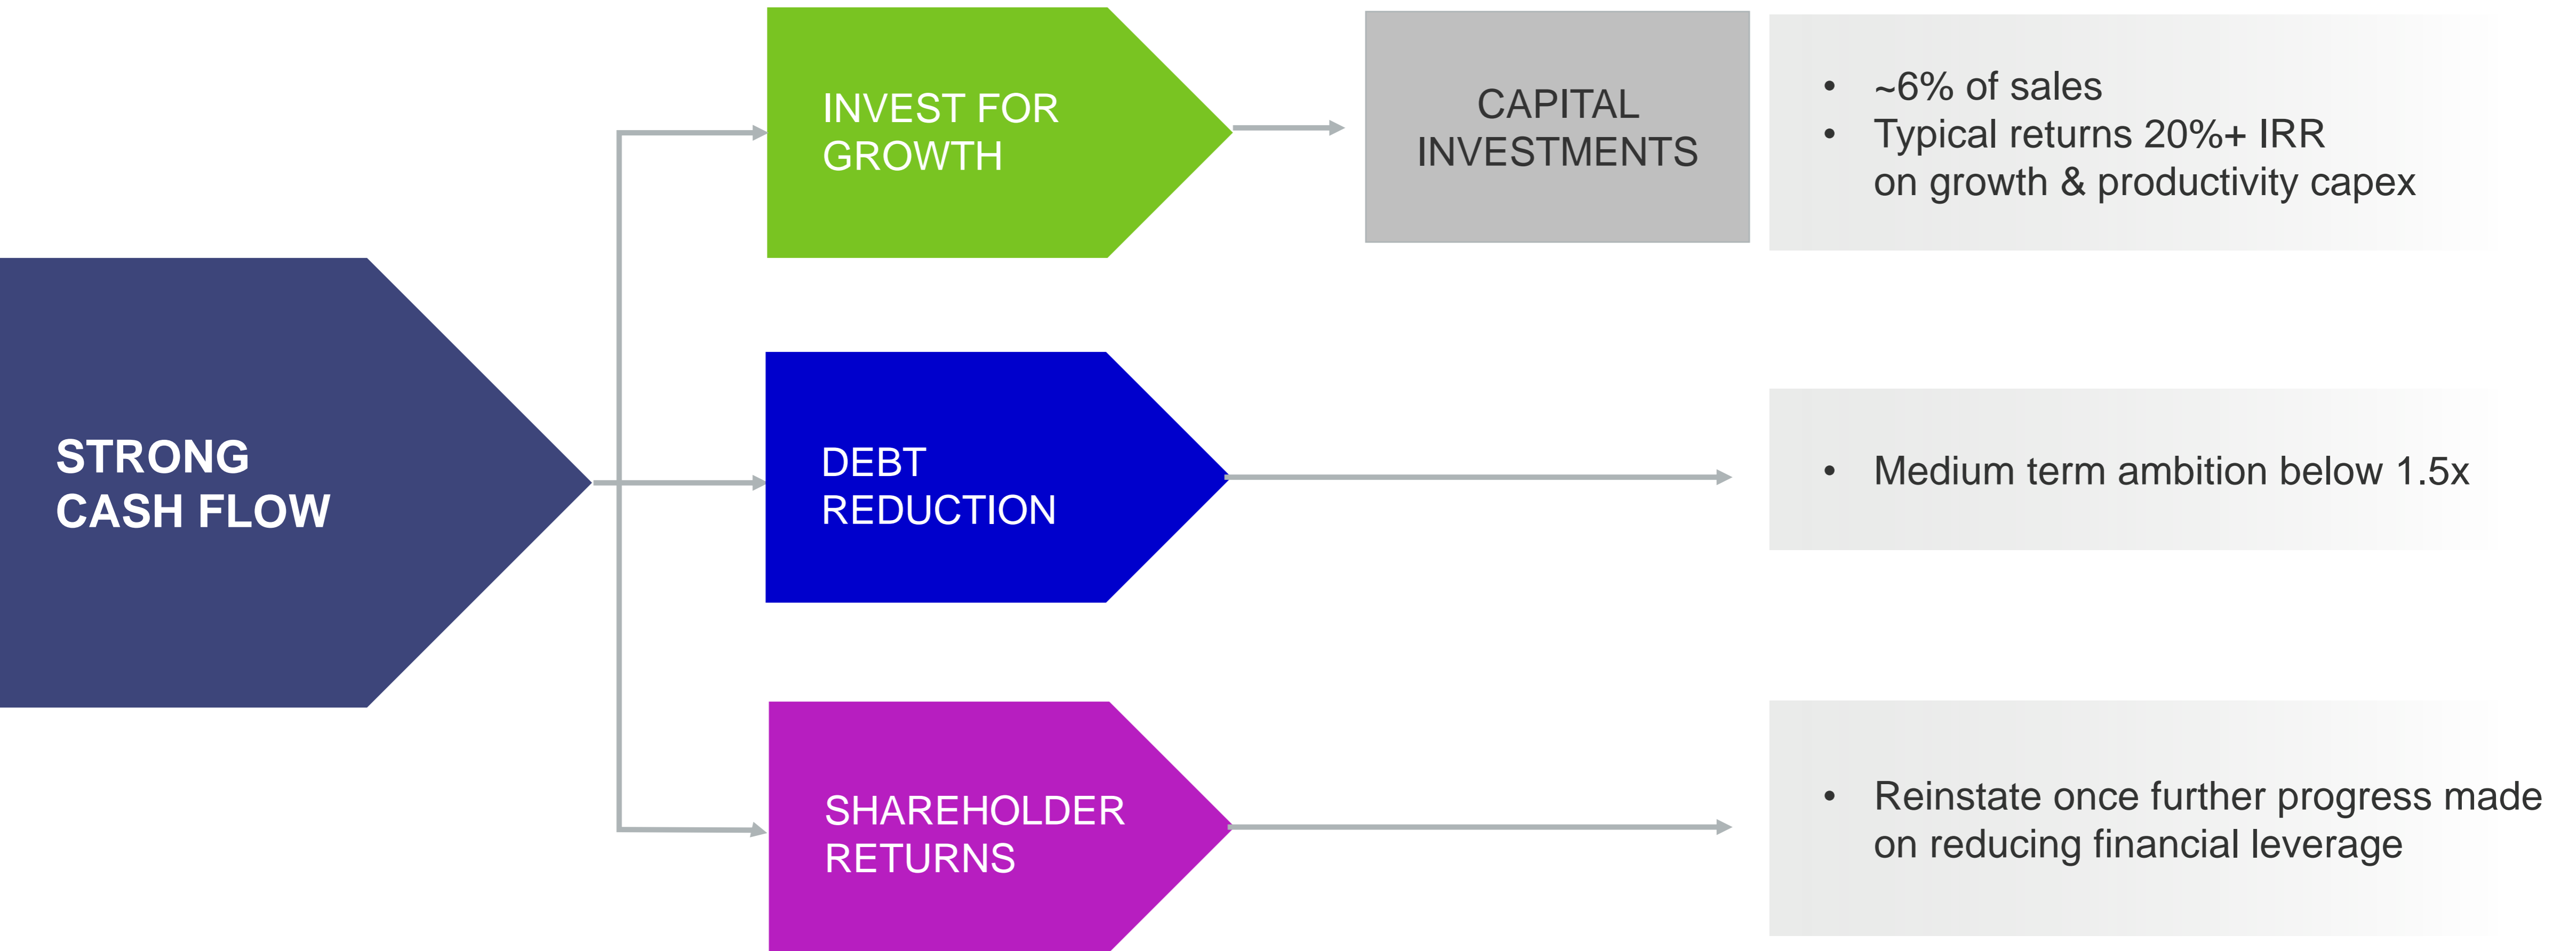 STRONG
CASH FLOW
INVEST FOR
GROWTH
CAPITAL
INVESTMENTS
• ~6% of sales
• Typical returns 20%+ IRR
on growth & productivity capex
DEBT
REDUCTION
• Medium term ambition below 1.5x
SHAREHOLDER
RETURNS
• Reinstate once further progress made
on reducing financial leverage